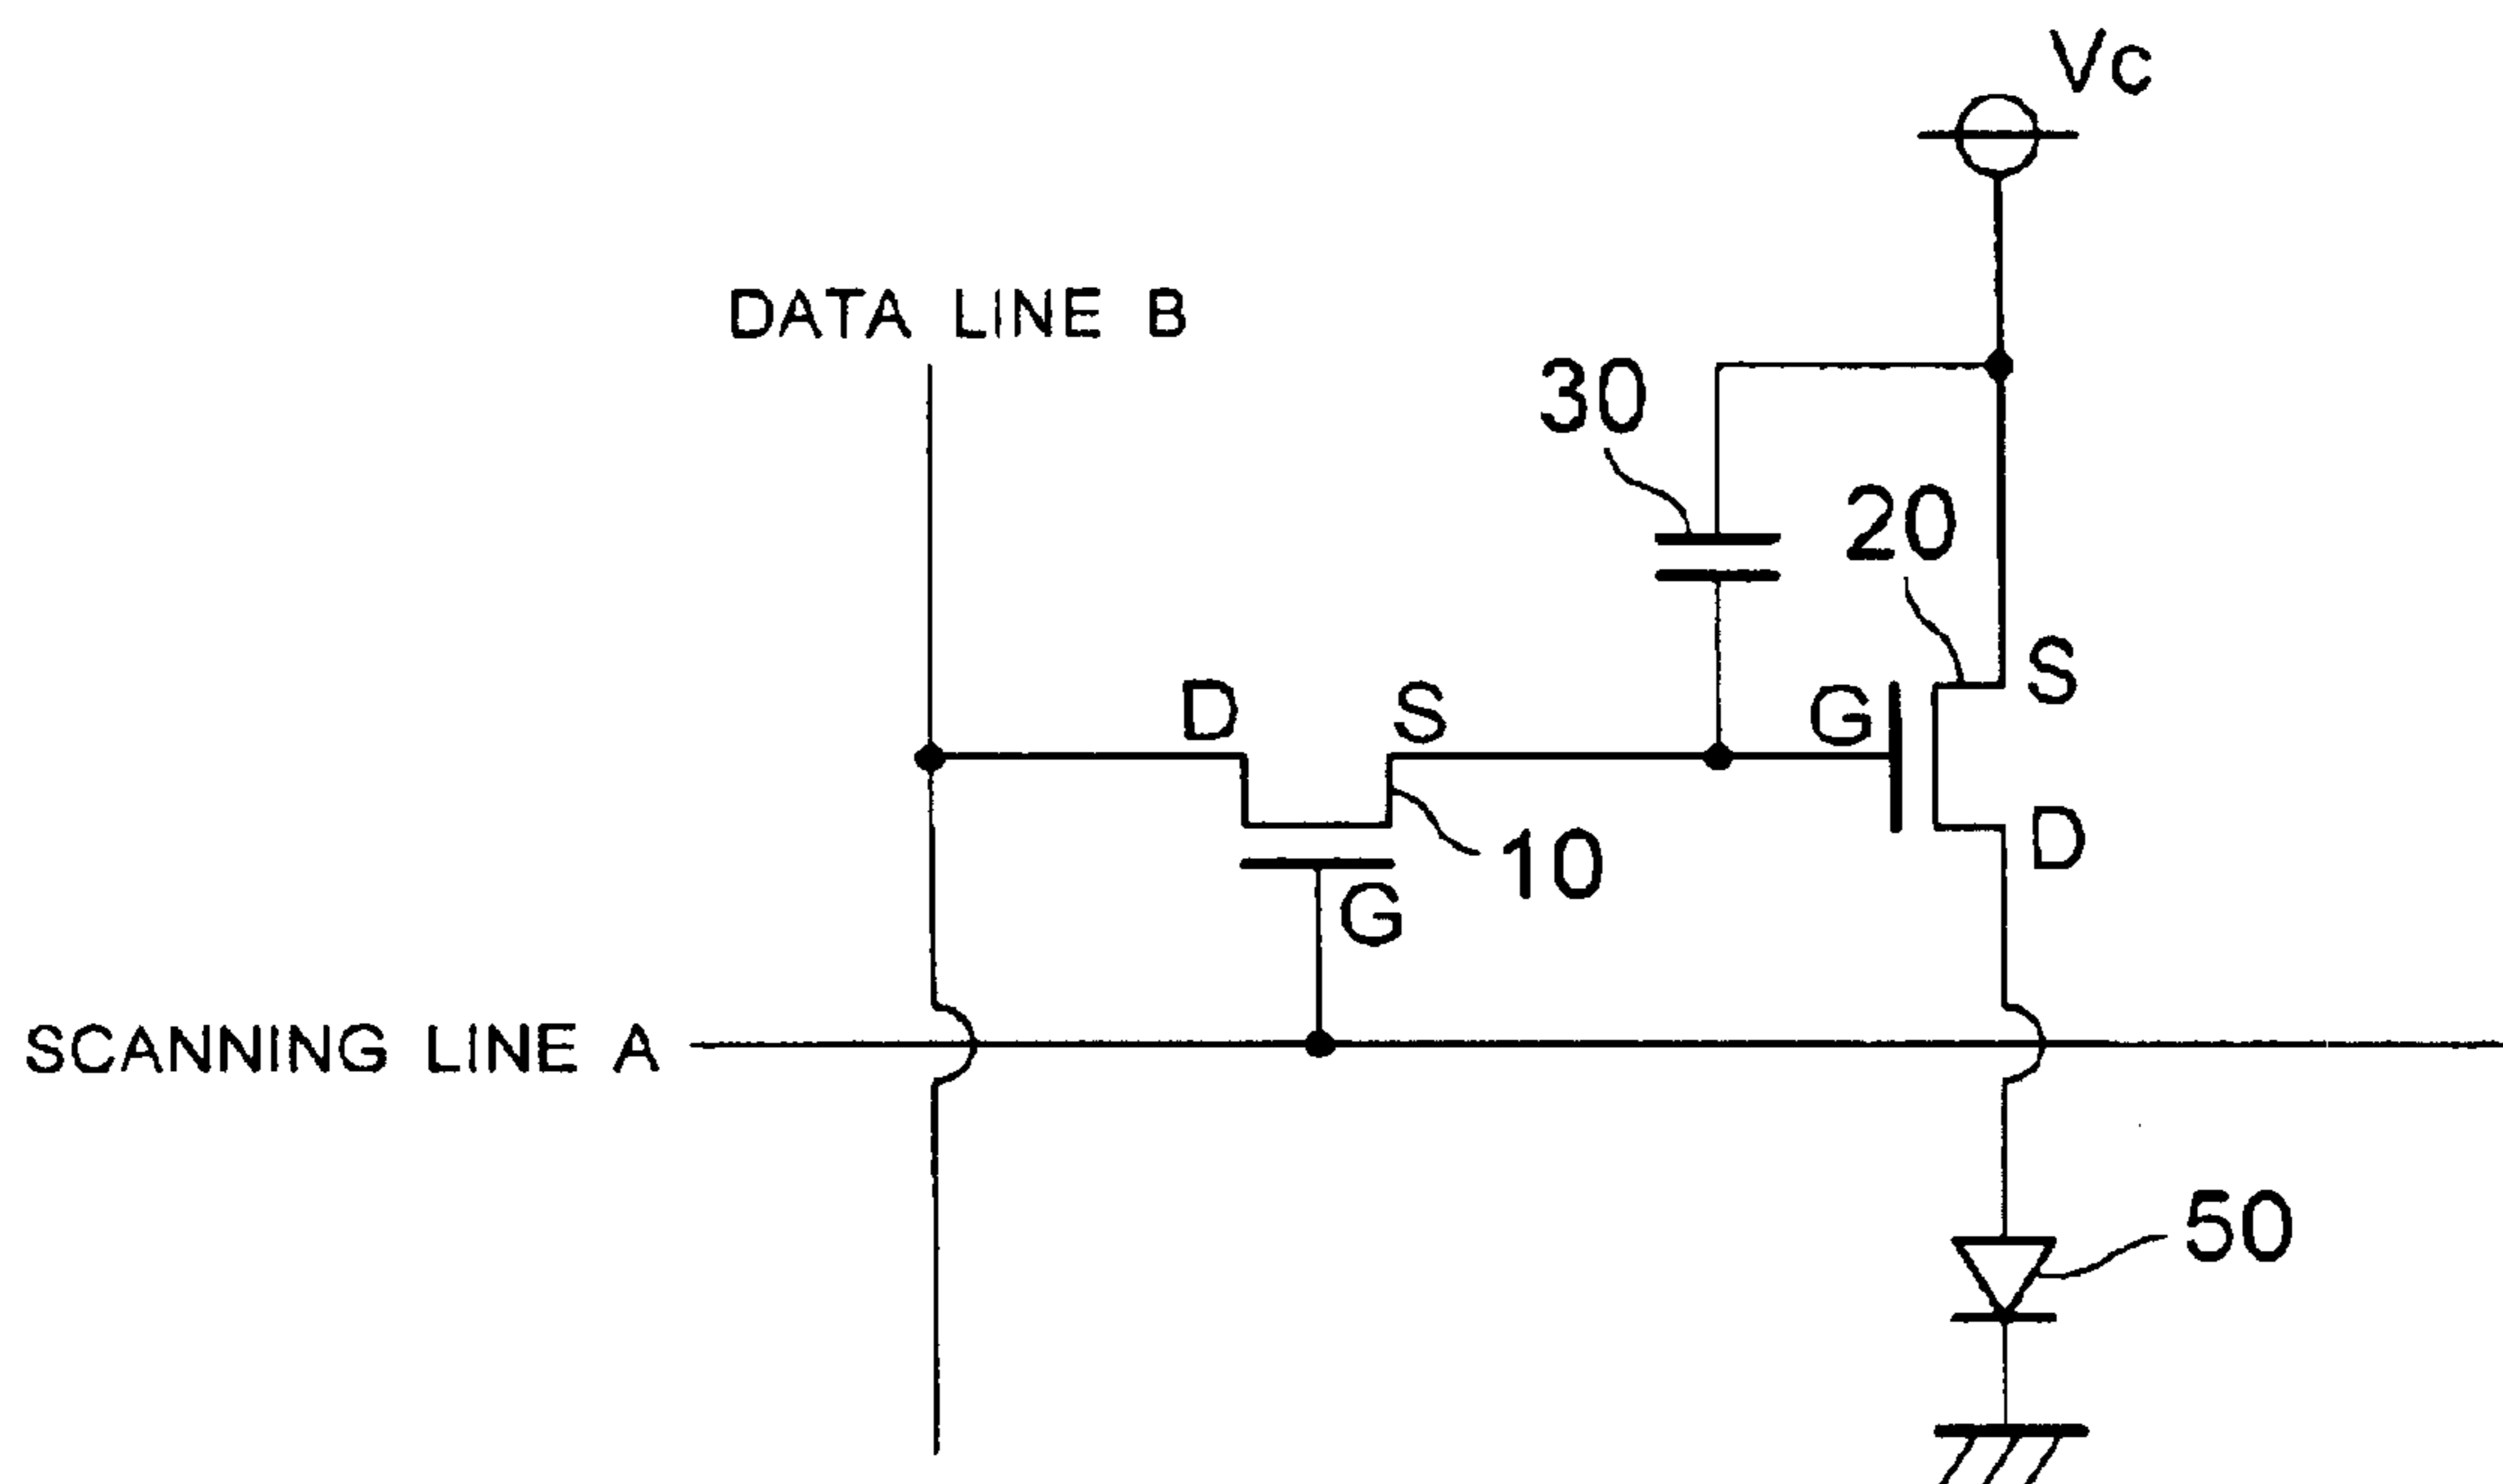 Vc
DATA LINE B
30
20
S
D
S
G
10
D
G
SCANNING LINE A
50